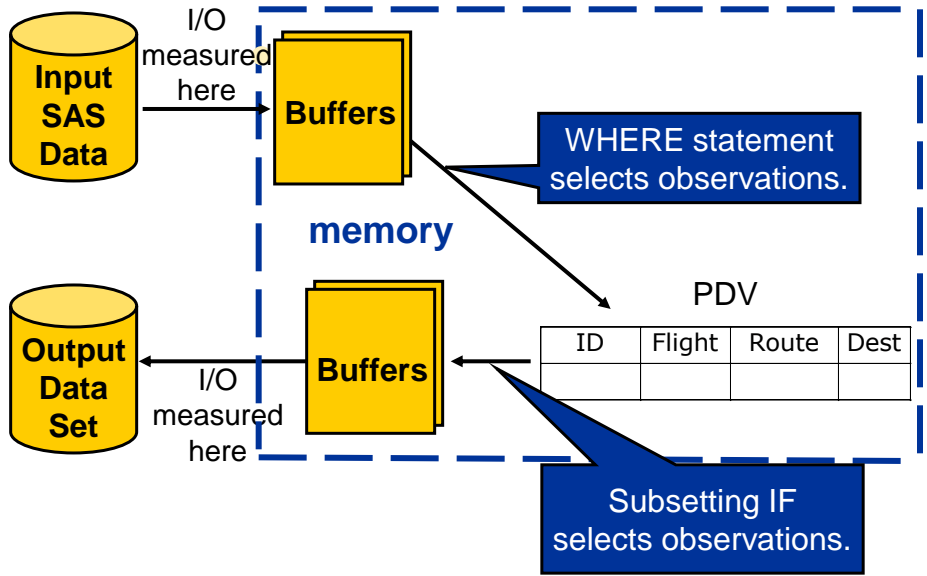 I/O
measured
here
Input
SAS
Data
Buffers
WHERE statement
selects observations.
memory
PDV
ID Flight Route Dest
Output
Data
Set
I/O
measured
here
Buffers
Subsetting IF
selects observations.